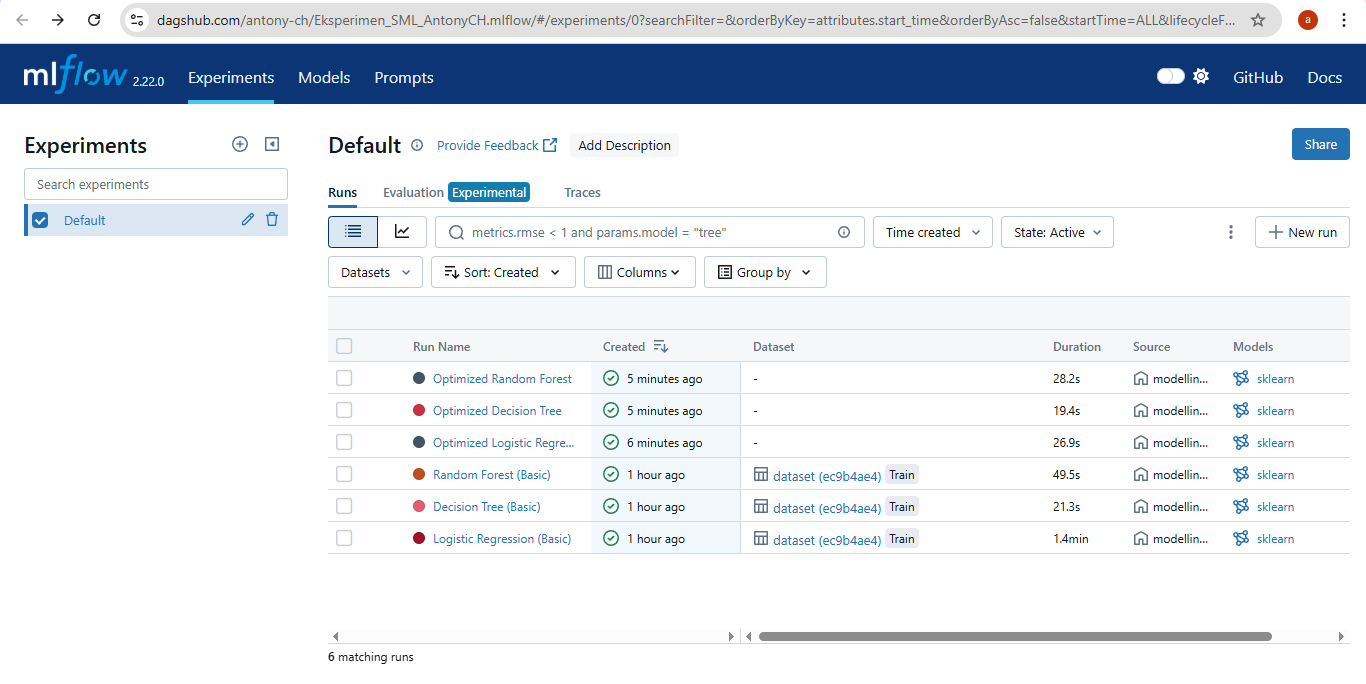 dagshub.com/antony-ch/Eksperimen_SML_AntonyCH.mlflow/#/experiments/0?searchFilter=&orderByKey=attributes.start_time&orderByAsc=false&startTime=ALL&lifecycleF... a
mlflow 2.22.0 Experiments Models Prompts GitHub Docs
Experiments
Search experiments
Default
Default Provide Feedback Add Description Share
Runs Evaluation Experimental Traces
metrics.rmse < 1 and params.model = "tree" Time created State: Active New run
Datasets Sort: Created Columns Group by
Run Name Created Dataset Duration Source Models
Optimized Random Forest 5 minutes ago - 28.2s modellin... sklearn
Optimized Decision Tree 5 minutes ago - 19.4s modellin... sklearn
Optimized Logistic Regre... 6 minutes ago - 26.9s modellin... sklearn
Random Forest (Basic) 1 hour ago dataset (ec9b4ae4) Train 49.5s modellin... sklearn
Decision Tree (Basic) 1 hour ago dataset (ec9b4ae4) Train 21.3s modellin... sklearn
Logistic Regression (Basic) 1 hour ago dataset (ec9b4ae4) Train 1.4min modellin... sklearn
6 matching runs